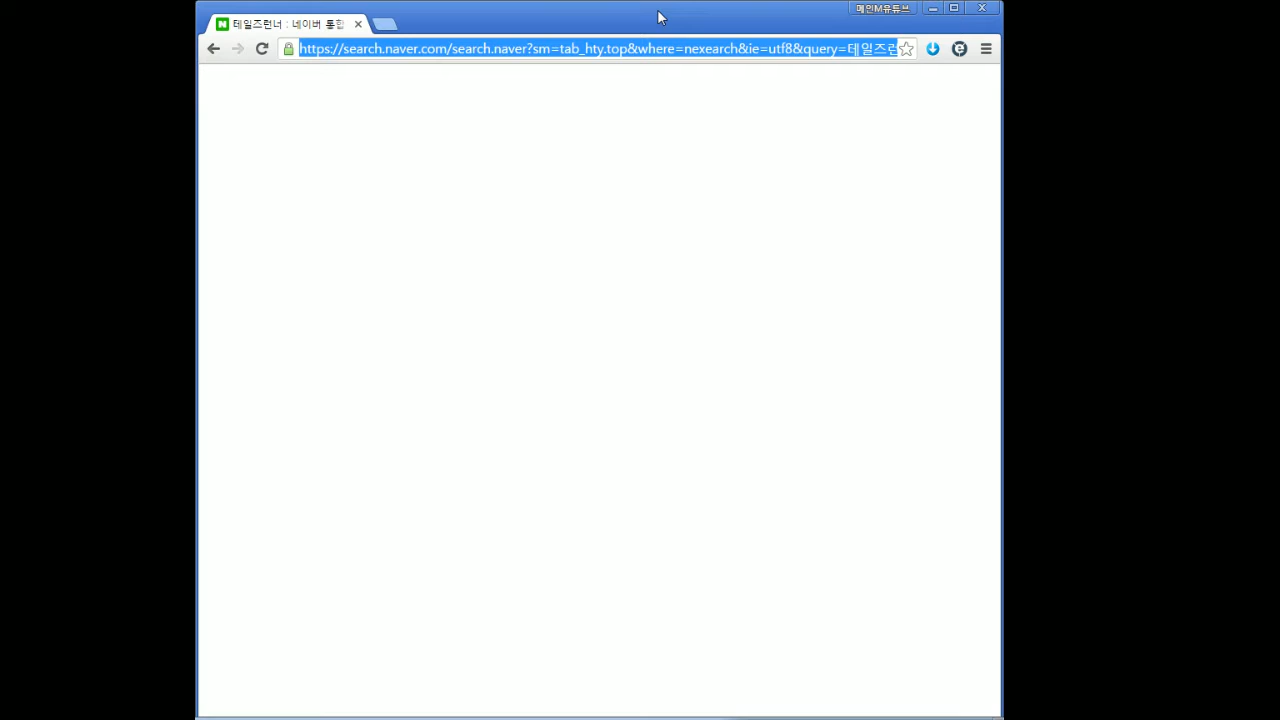 메인M유튜브
테일즈런너 : 네이버 통합
https://search.naver.com/search.naver?sm=tab_hty.top&where=nexearch&ie=utf8&query=테일즈런